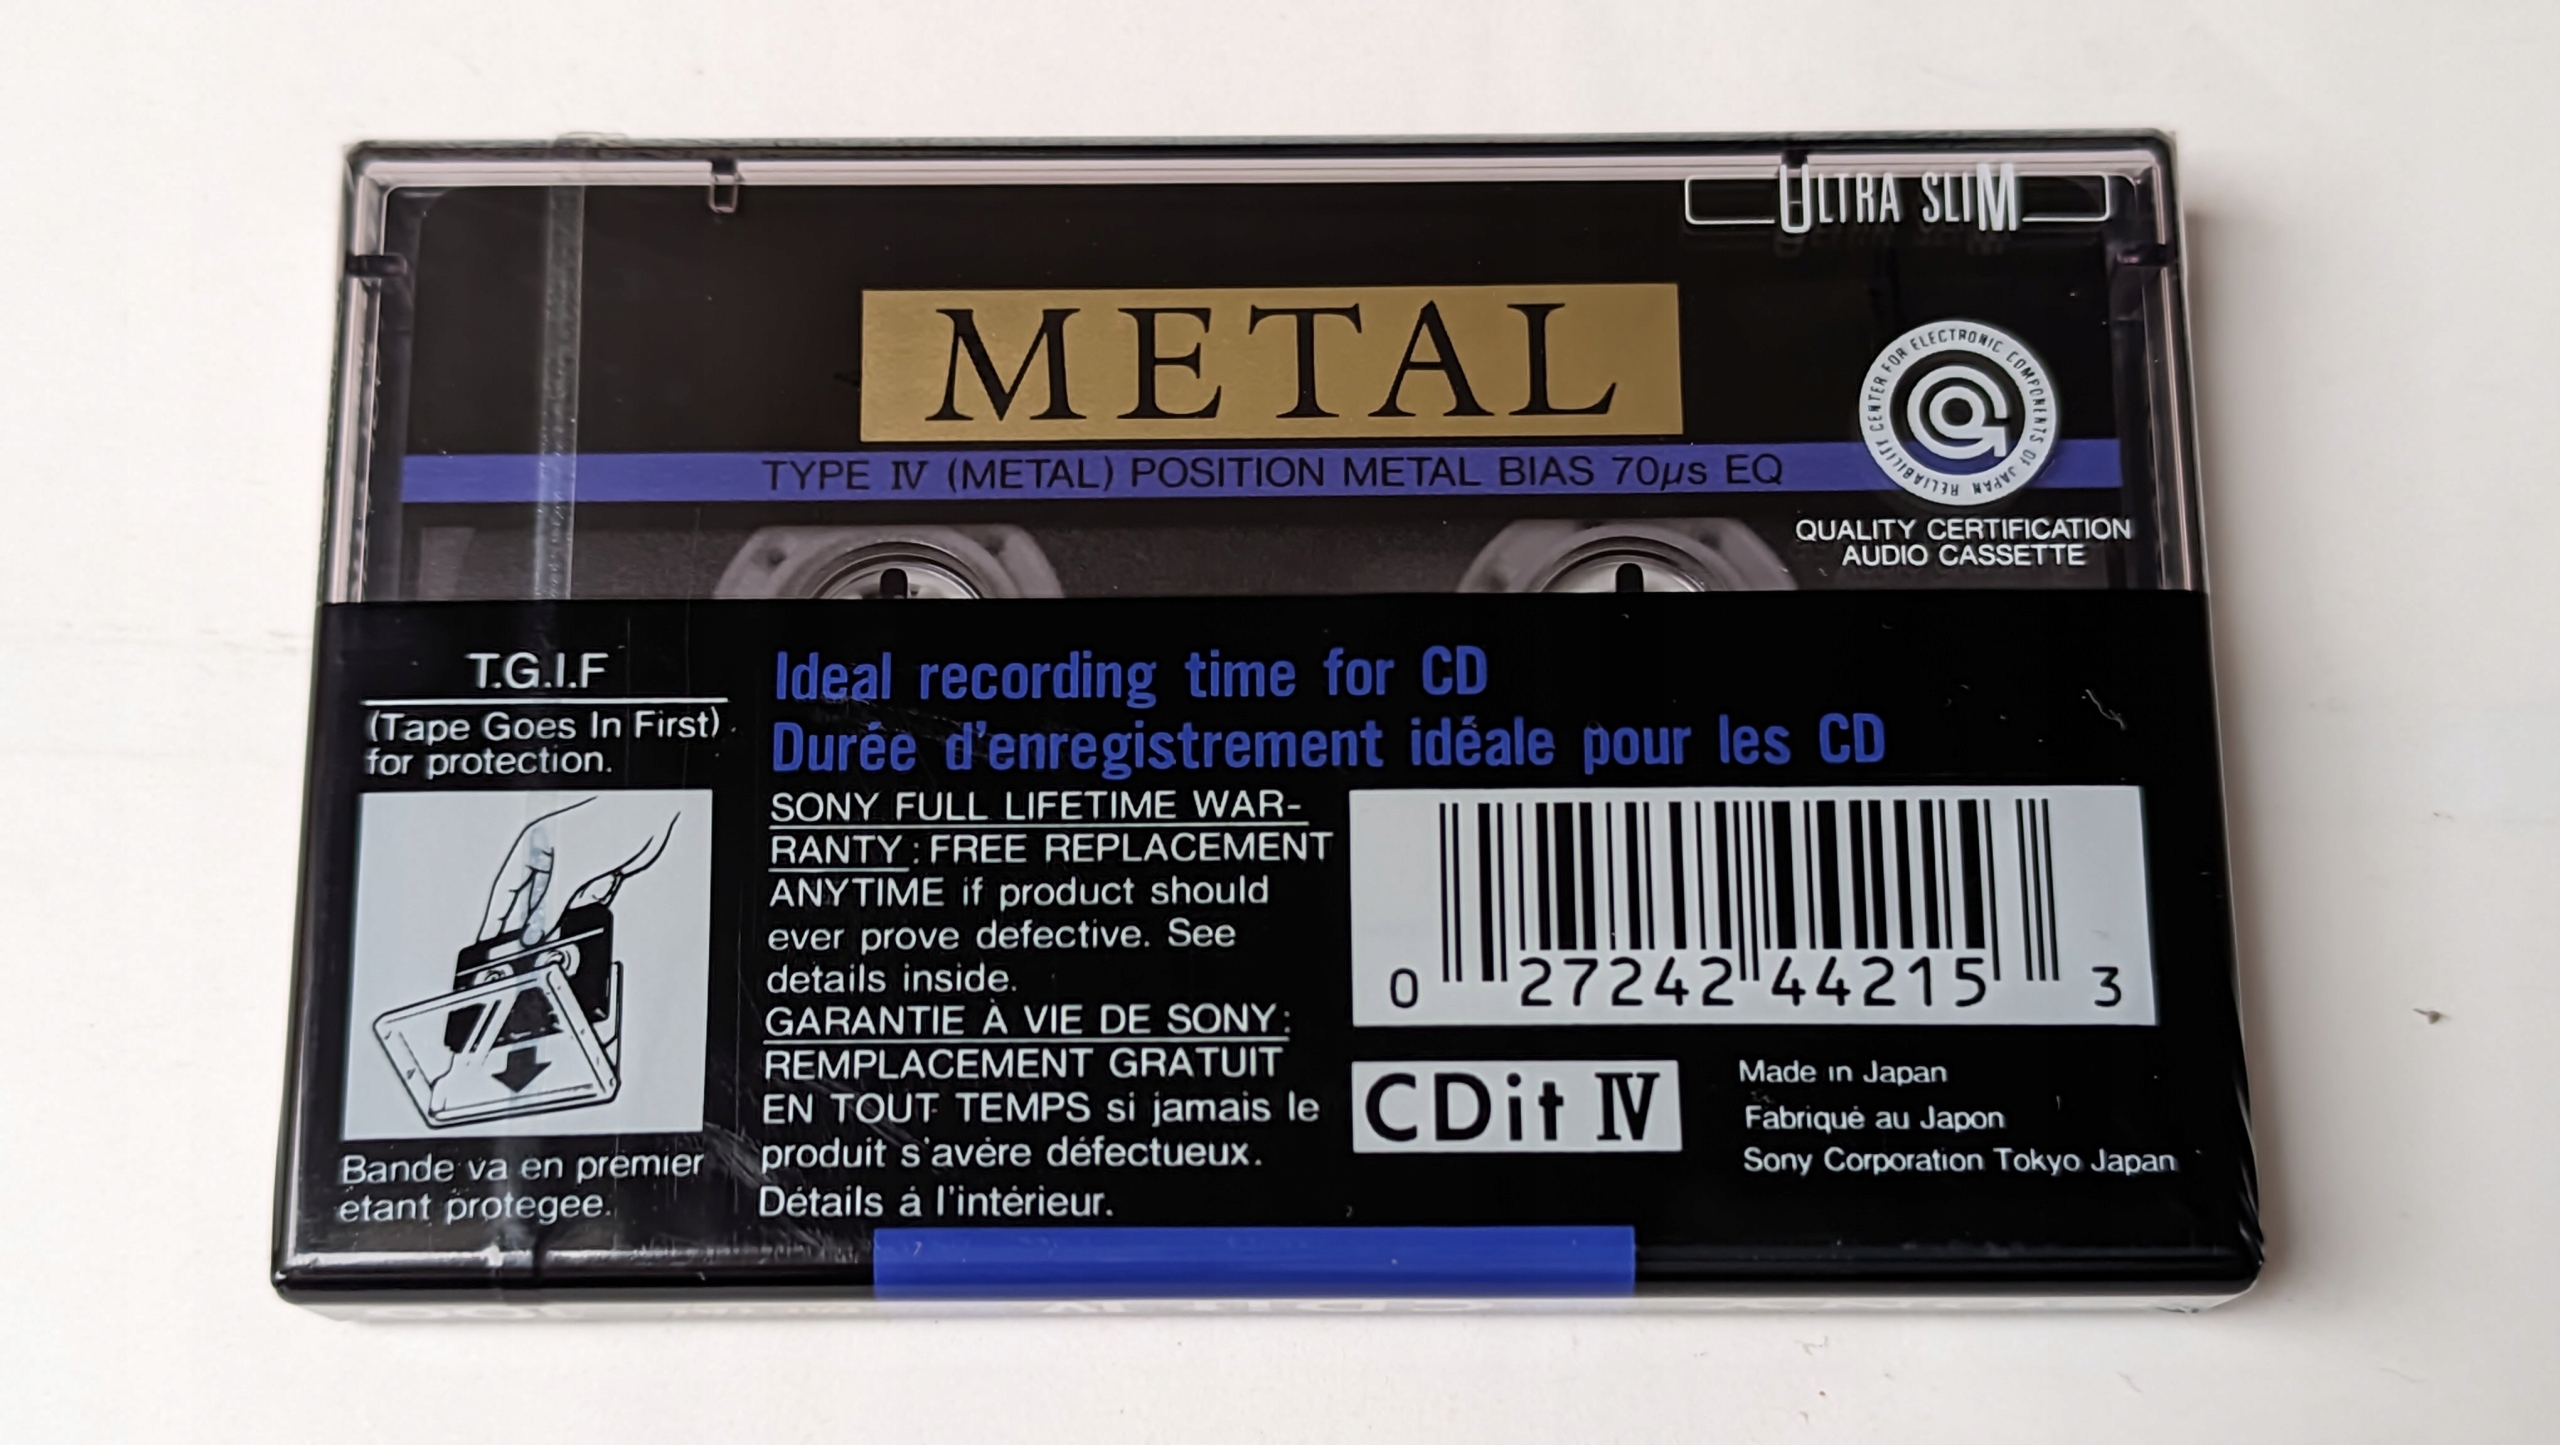 ULTRA SLIM
METAL
TYPE IV (METAL) POSITION METAL BIAS 70µs EQ
RELIABILITY CENTER FOR ELECTRONIC COMPONENTS OF JAPAN
QUALITY CERTIFICATION
AUDIO CASSETTE
T.G.I.F
(Tape Goes In First)
for protection.
Bande va en premier
etant protegee.
Ideal recording time for CD
Durée d'enregistrement idéale pour les CD
SONY FULL LIFETIME WAR-
RANTY : FREE REPLACEMENT
ANYTIME if product should
ever prove defective. See
details inside.
GARANTIE À VIE DE SONY:
REMPLACEMENT GRATUIT
EN TOUT TEMPS si jamais le
produit s'avère défectueux.
Détails à l'intérieur.
0 27242 44215 3
CDit IV
Made in Japan
Fabriqué au Japon
Sony Corporation Tokyo Japan